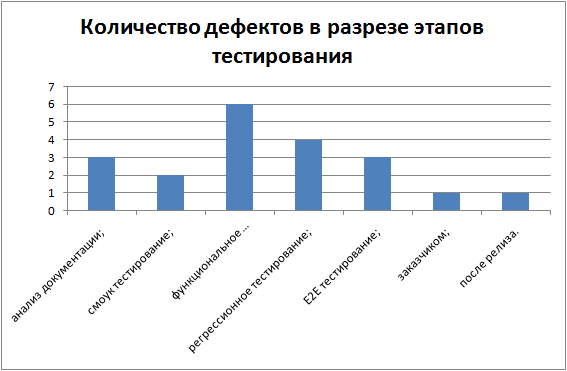 Количество дефектов в разрезе этапов
тестирования
7
6
5
4
3
2
1
0
анализ документации;
смоук тестирование;
функциональное...
регрессионное тестирование;
E2E тестирование;
заказчиком;
после релиза.